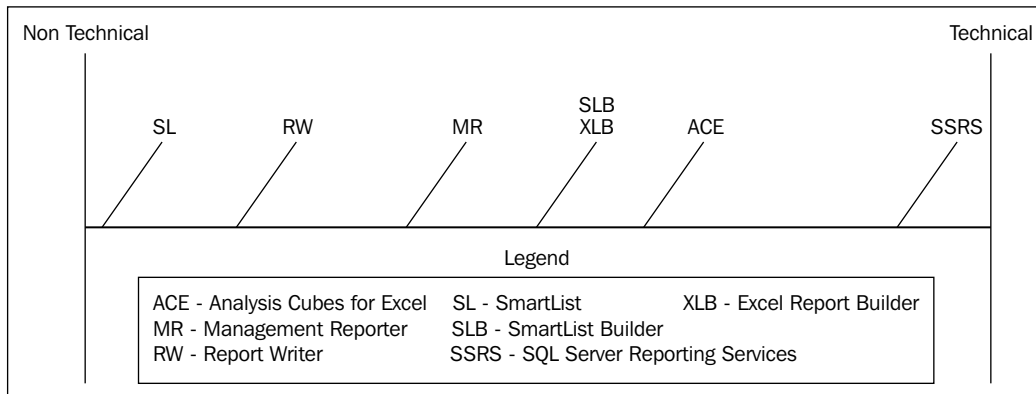 Non Technical Technical
SLB
SL RW MR XLB ACE SSRS
Legend
ACE - Analysis Cubes for Excel SL - SmartList XLB - Excel Report Builder
MR - Management Reporter SLB - SmartList Builder
RW - Report Writer SSRS - SQL Server Reporting Services